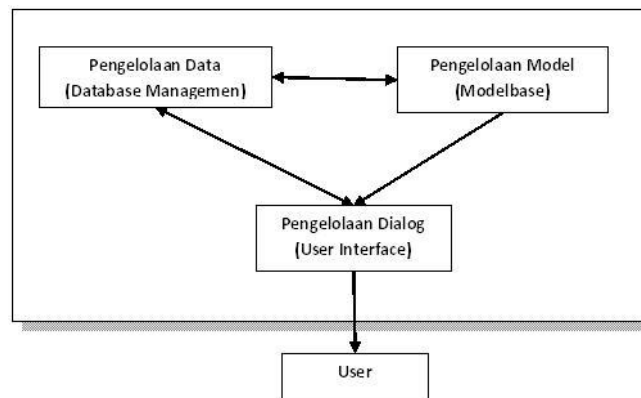 Pengelolaan Data
(Database Managemen)
Pengelolaan Model
(Modelbase)
Pengelolaan Dialog
(User Interface)
User